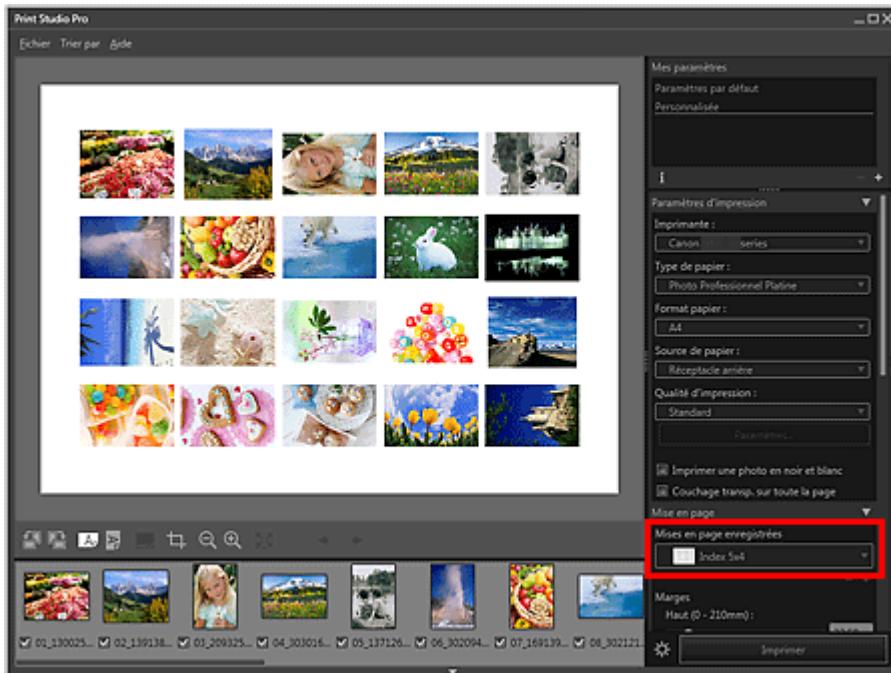 Print Studio Pro
Fichier Trier par Aide
Mes paramètres
Paramètres par défaut
Personnalisée
Paramètres d'impression
Imprimante :
Canon series
Type de papier :
Photo Professionnel Platine
Format papier :
A4
Source de papier :
Réceptacle arrière
Qualité d'impression :
Standard
Paramètres...
Imprimer une photo en noir et blanc
Couchage transp. sur toute la page
Mise en page
Mises en page enregistrées
Index 5x4
Marges
Haut (0 - 210mm) :
01_130025... 02_139138... 03_209325... 04_303016... 05_137126... 06_302094... 07_169139... 08_302121
Imprimer